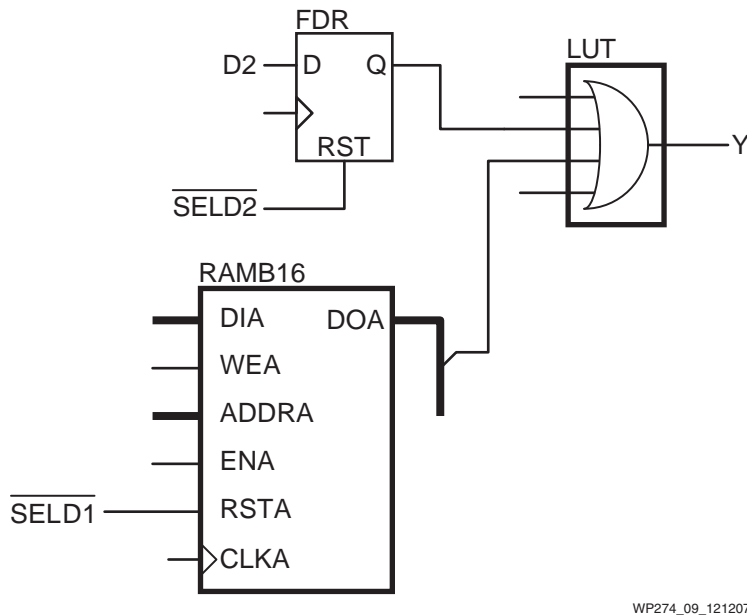 FDR
LUT
D2
D
Q
RST
Y
SELD2
RAMB16
DIA
DOA
WEA
ADDRA
ENA
SELD1
RSTA
CLKA
WP274_09_121207